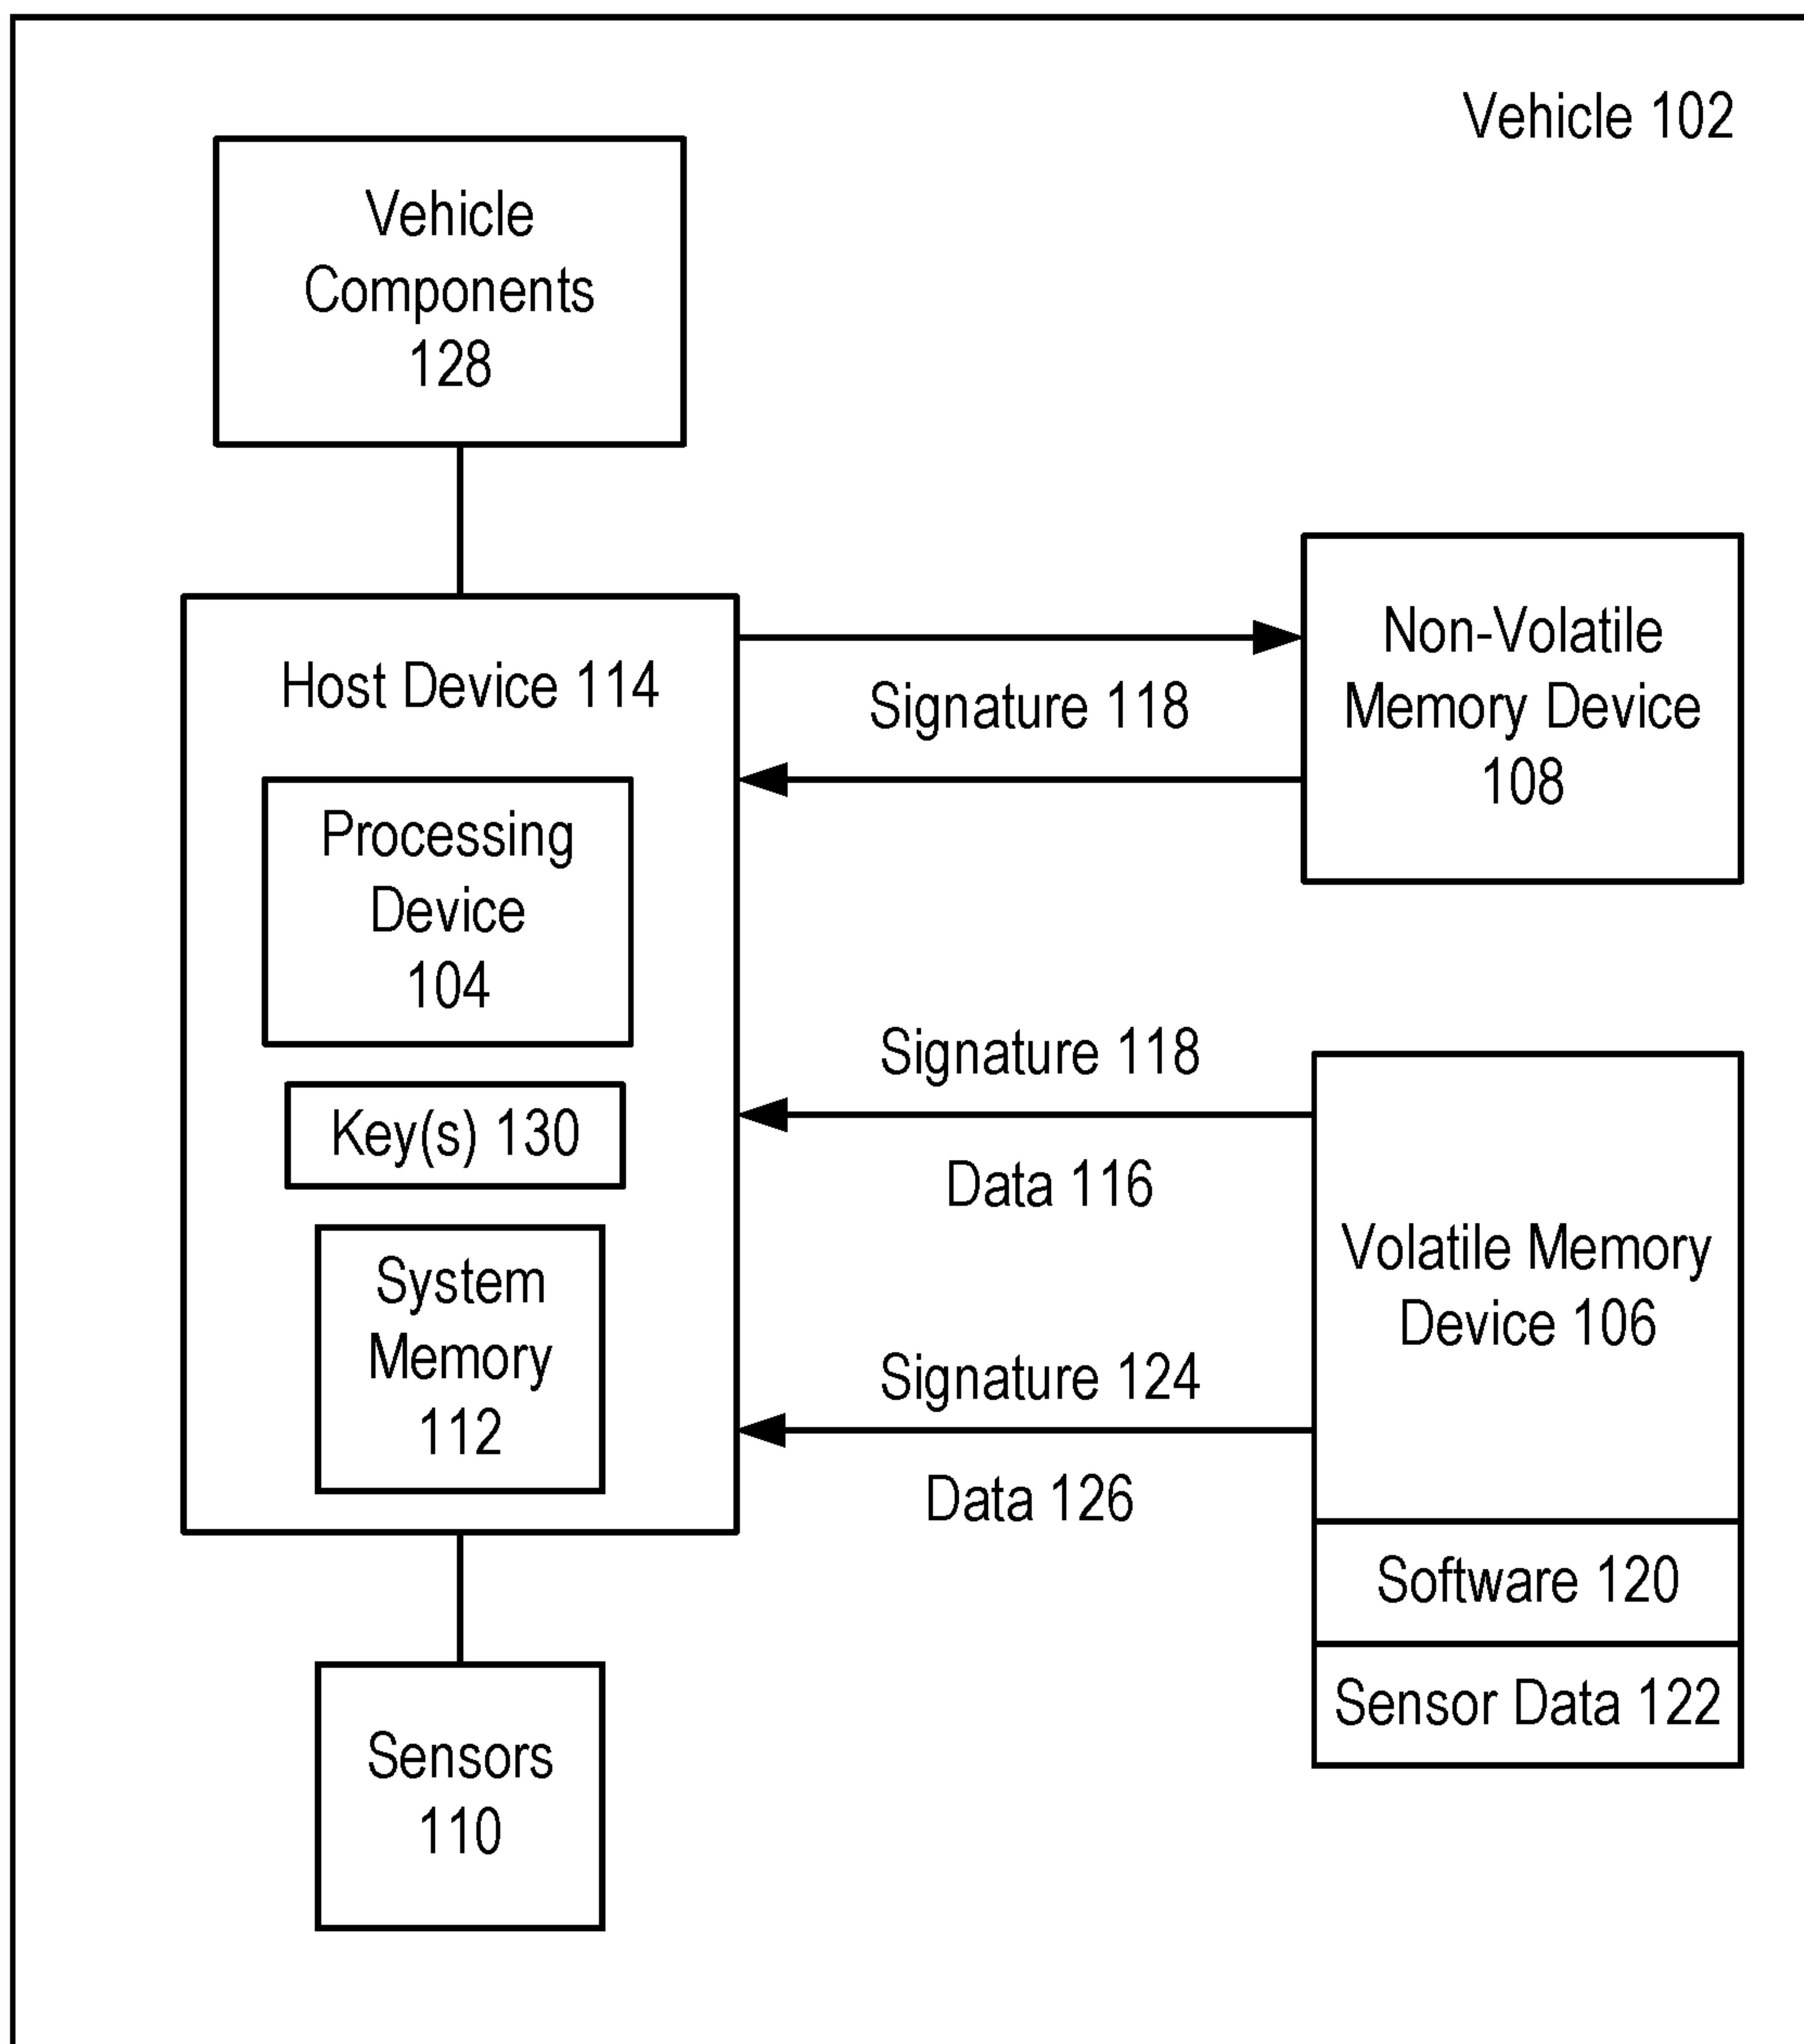 Vehicle 102
Vehicle
Components
128
Host Device 114
Processing
Device
104
Key(s) 130
System
Memory
112
Sensors
110
Signature 118
Non-Volatile
Memory Device
108
Signature 118
Data 116
Signature 124
Data 126
Volatile Memory
Device 106
Software 120
Sensor Data 122